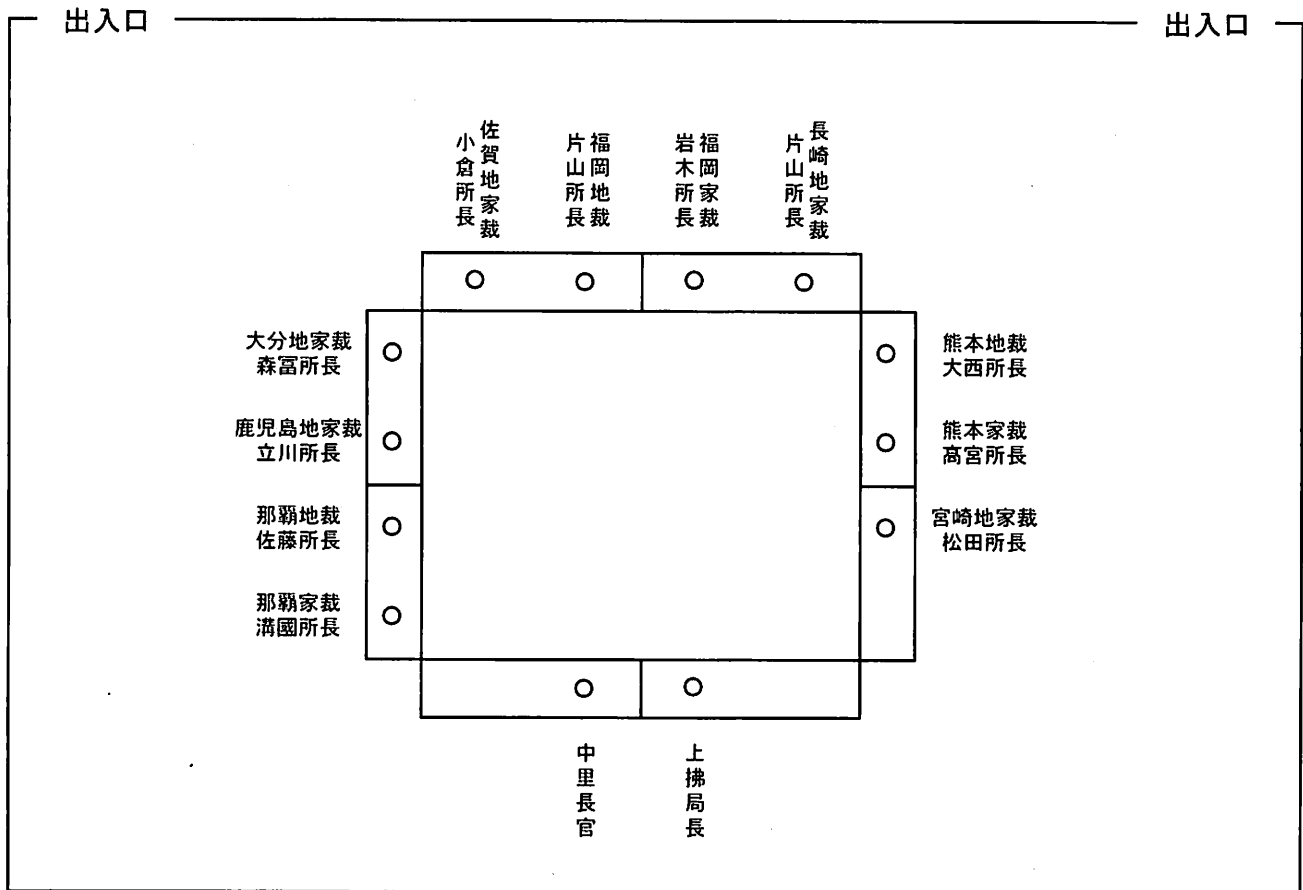 出入口
出入口
佐賀地家裁
小倉所長
福岡地裁
片山所長
福岡家裁
岩木所長
長崎地家裁
片山所長
大分地家裁
森冨所長
熊本地裁
大西所長
鹿児島地家裁
立川所長
熊本家裁
髙宮所長
那覇地裁
佐藤所長
宮崎地家裁
松田所長
那覇家裁
溝國所長
中里長官
上拂局長